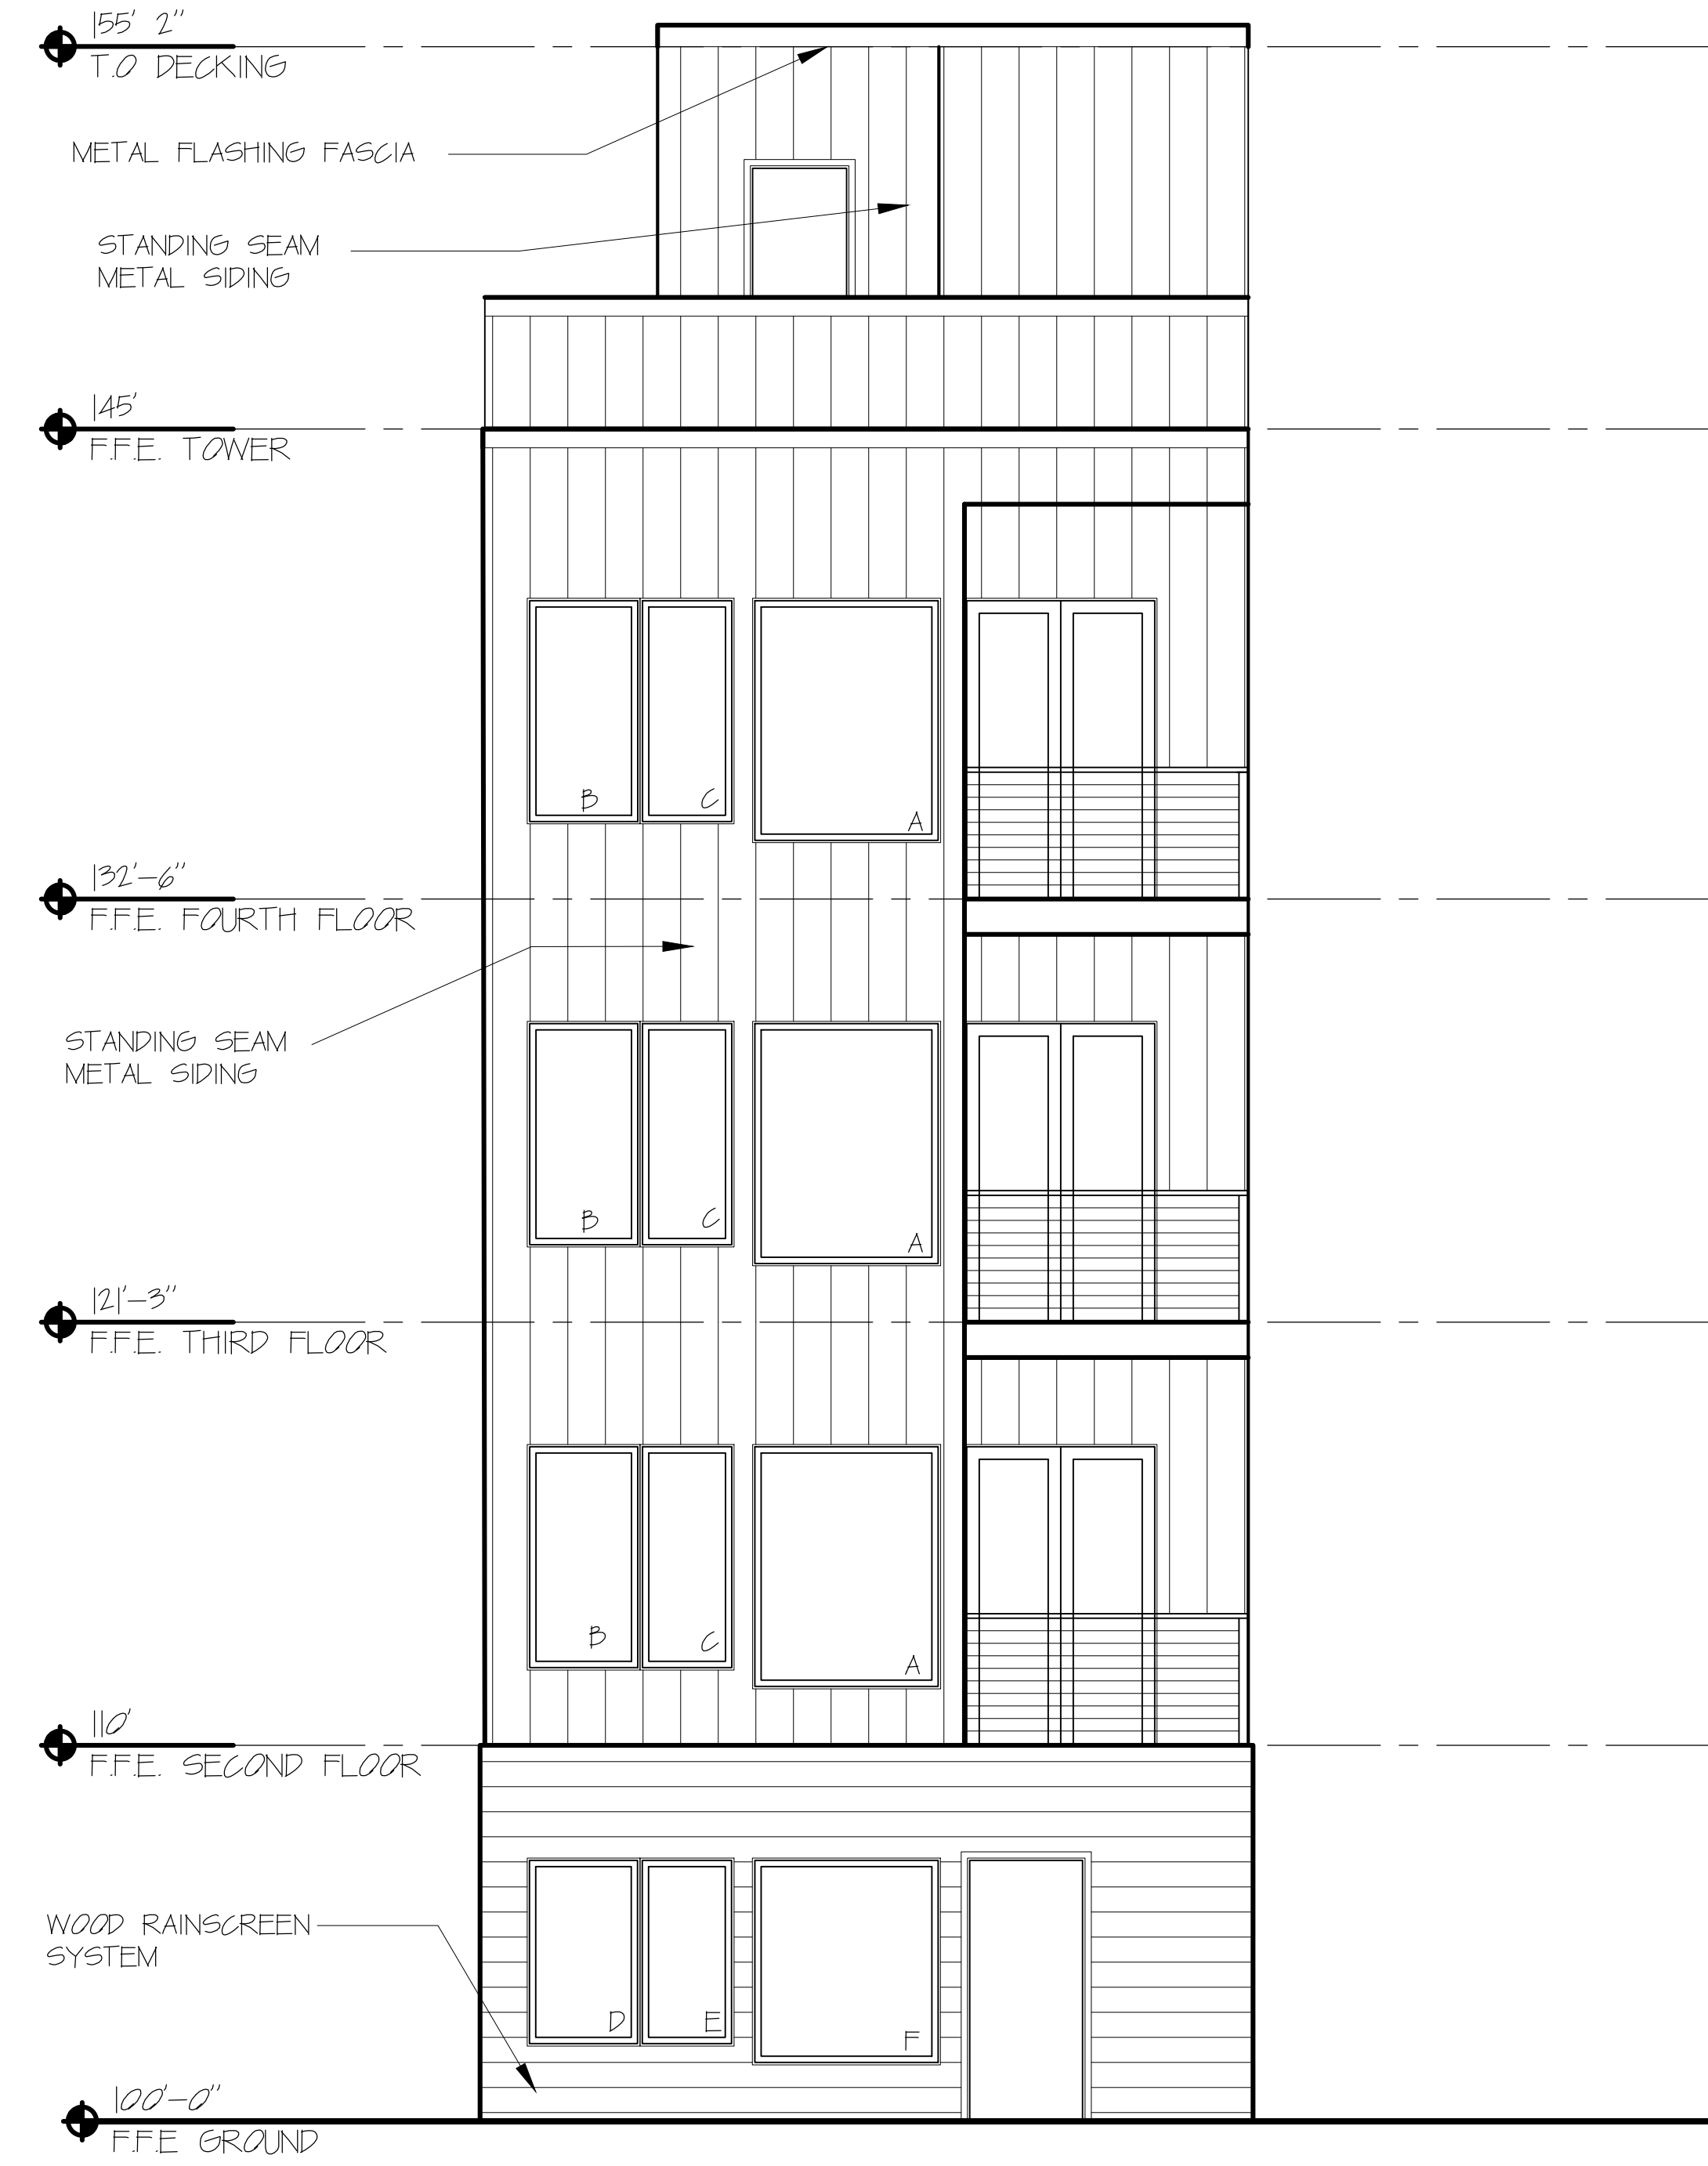 155' 2"
T.O DECKING
METAL FLASHING FASCIA
STANDING SEAM
METAL SIDING
145'
F.F.E. TOWER
B
C
A
132'-6"
F.F.E. FOURTH FLOOR
STANDING SEAM
METAL SIDING
B
C
A
121'-3"
F.F.E. THIRD FLOOR
B
C
A
110'
F.F.E. SECOND FLOOR
WOOD RAINSCREEN
SYSTEM
D
E
F
100'-0"
F.F.E GROUND